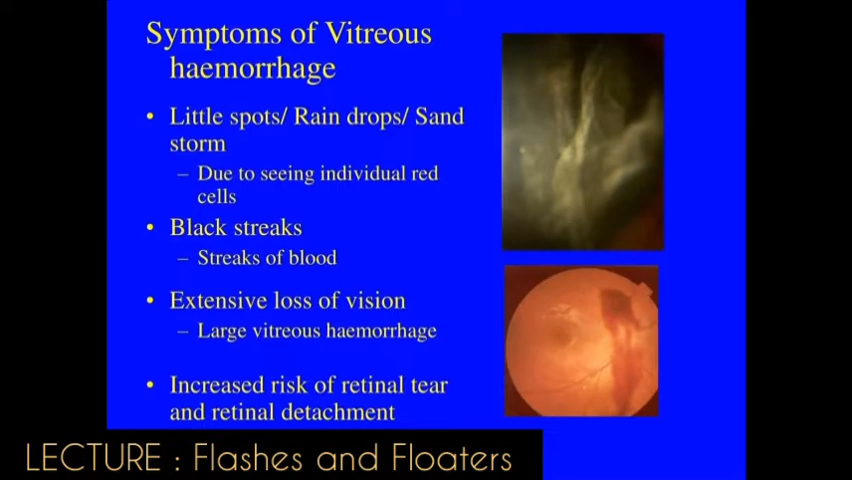 Symptoms of Vitreous
haemorrhage
• Little spots/ Rain drops/ Sand
storm
– Due to seeing individual red
cells
• Black streaks
– Streaks of blood
• Extensive loss of vision
– Large vitreous haemorrhage
• Increased risk of retinal tear
and retinal detachment
LECTURE : Flashes and Floaters